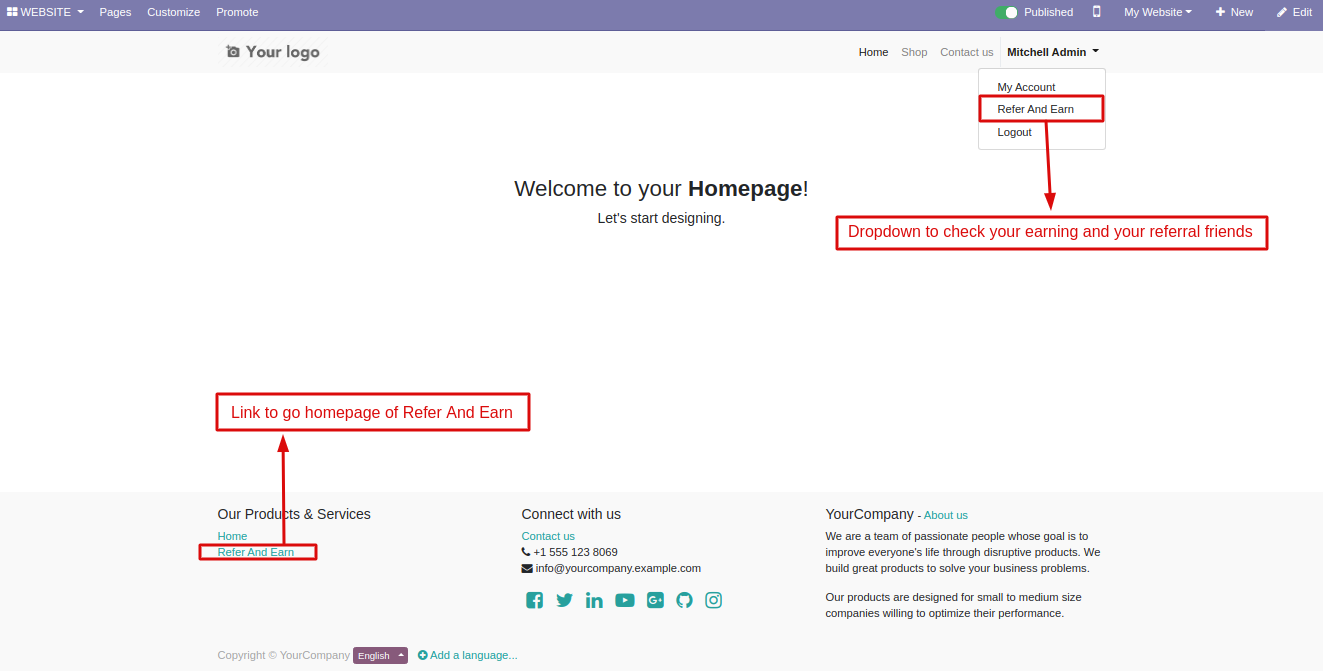 WEBSITE Pages Customize Promote Published My Website New Edit
Your logo Home Shop Contact us Mitchell Admin
My Account
Refer And Earn
Logout
Welcome to your Homepage!
Let's start designing.
Dropdown to check your earning and your referral friends
Link to go homepage of Refer And Earn
Our Products & Services
Home
Refer And Earn
Connect with us
Contact us
+1 555 123 8069
info@yourcompany.example.com
YourCompany - About us
We are a team of passionate people whose goal is to
improve everyone's life through disruptive products. We
build great products to solve your business problems.
Our products are designed for small to medium size
companies willing to optimize their performance.
Copyright © YourCompany English Add a language...